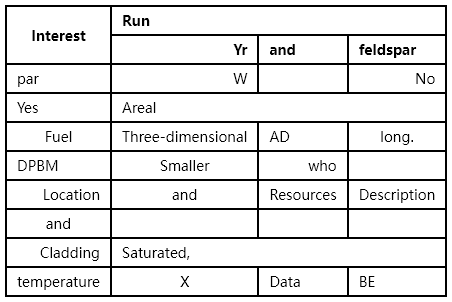 Interest Run
Yr and feldspar
par W No
Yes Areal
Fuel Three-dimensional AD long.
DPBM Smaller who
Location and Resources Description
and
Cladding Saturated,
temperature X Data BE